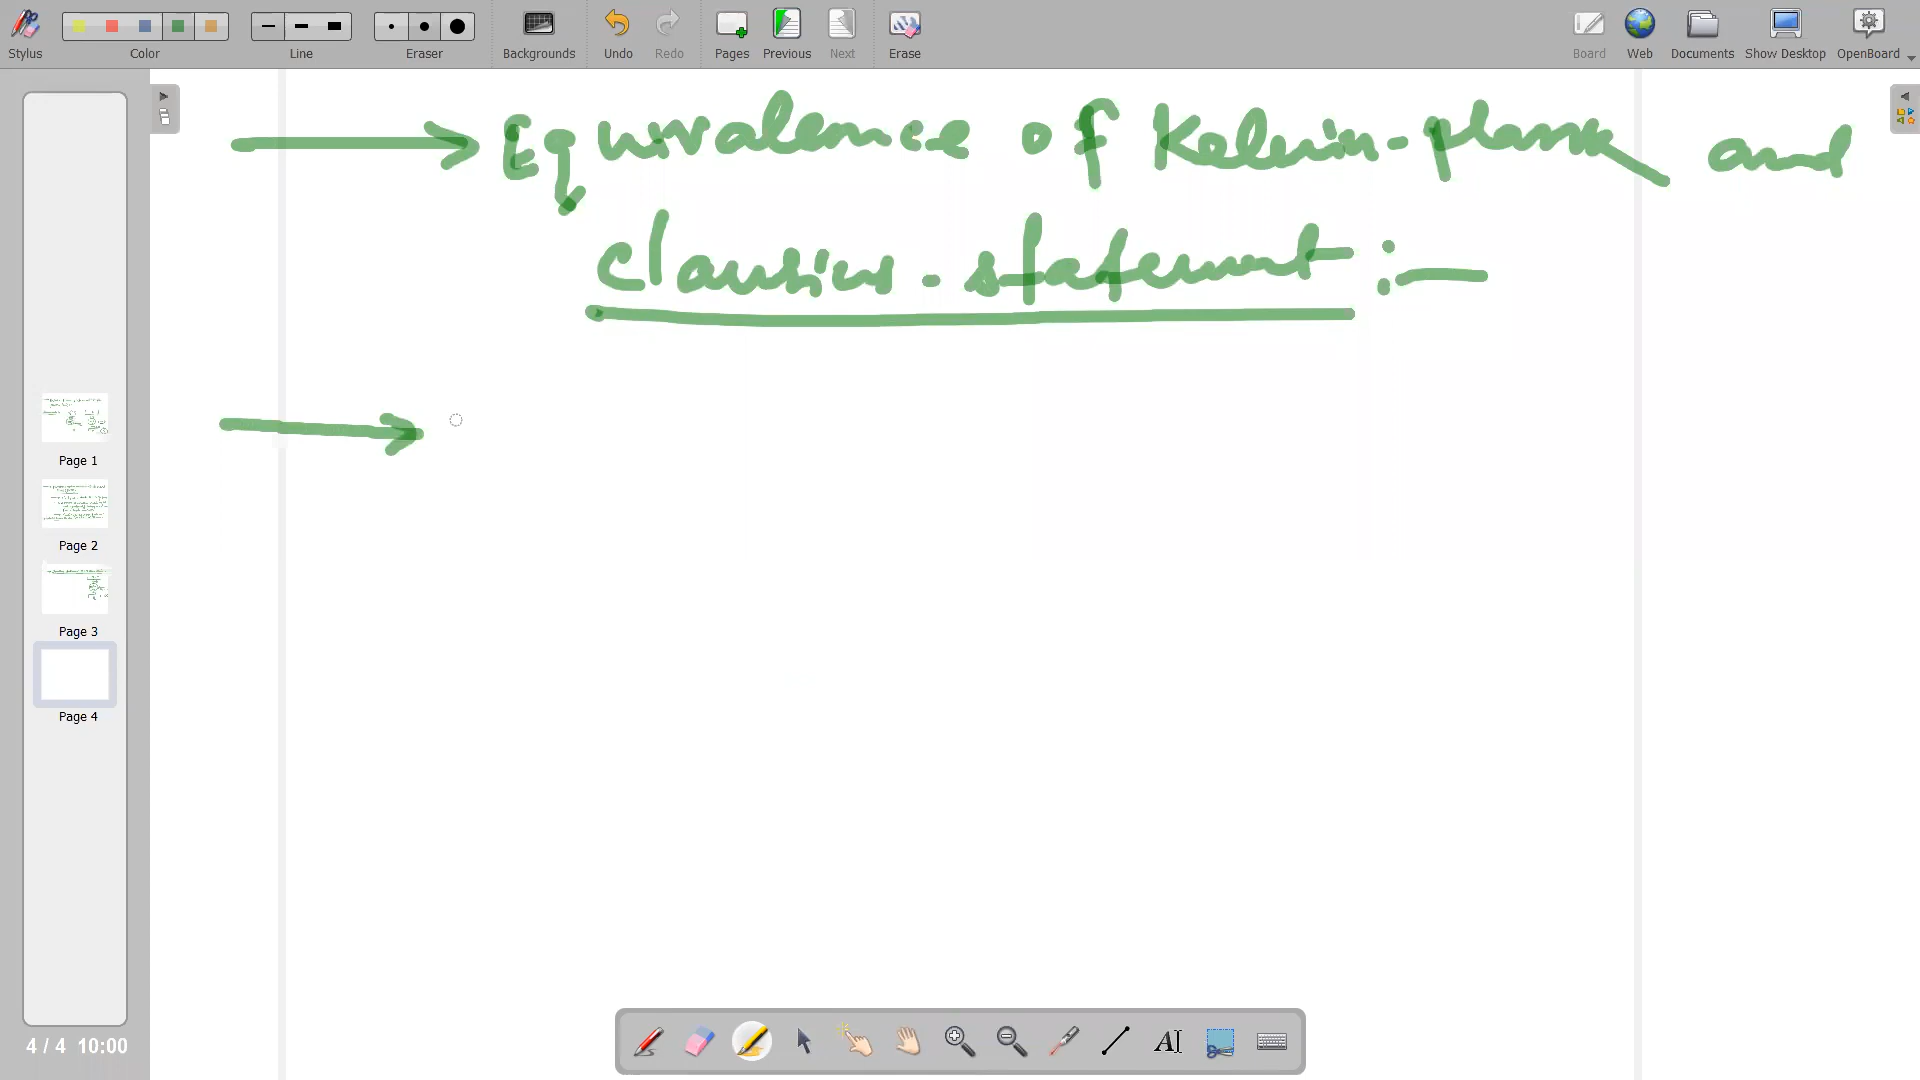 Stylus Color Line Eraser Backgrounds Undo Redo Pages Previous Next Erase Board Web Documents Show Desktop OpenBoard
→ Equivalence of Kelvin-plank and
Clausius-statement :—
→
Page 1
Page 2
Page 3
Page 4
4 / 4 10:00